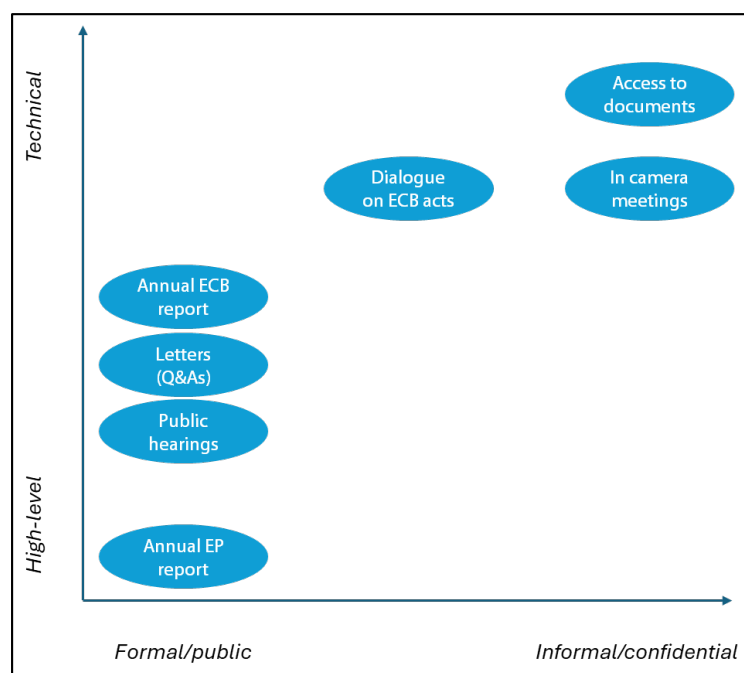 Technical
High-level
Access to
documents
Dialogue
on ECB acts
In camera
meetings
Annual ECB
report
Letters
(Q&As)
Public
hearings
Annual EP
report
Formal/public
Informal/confidential